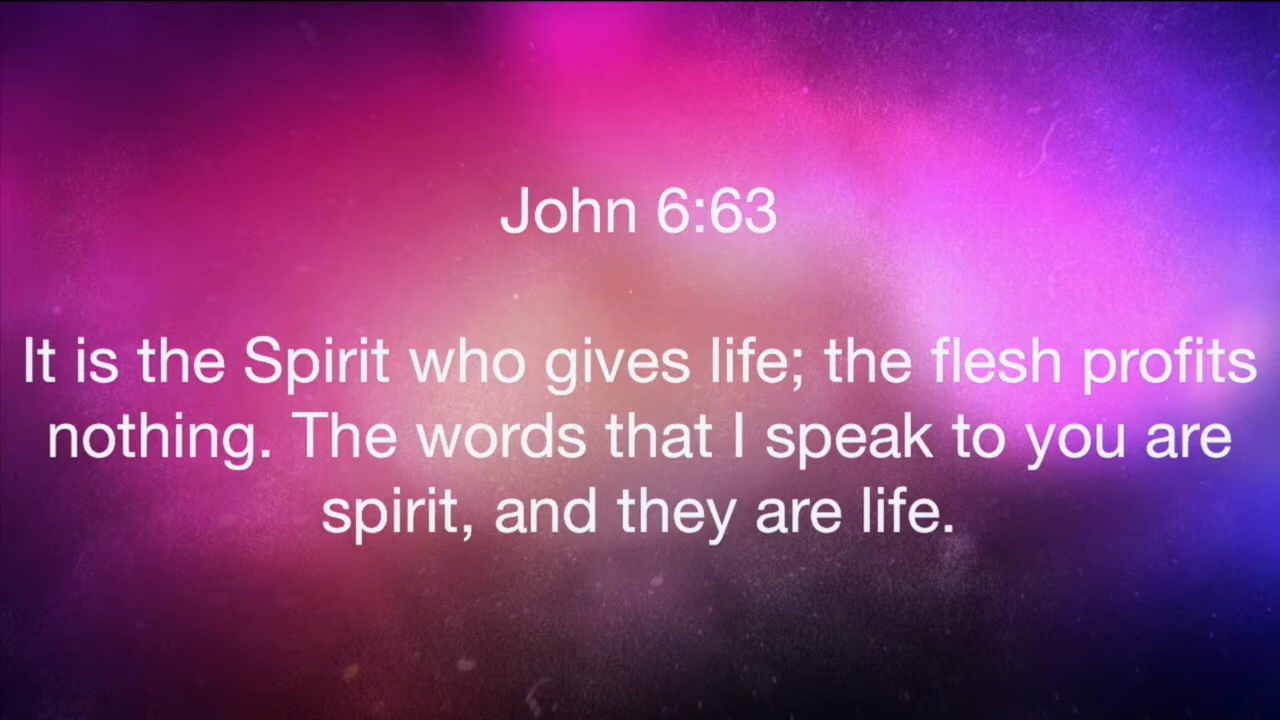 John 6:63
It is the Spirit who gives life; the flesh profits
nothing. The words that I speak to you are
spirit, and they are life.